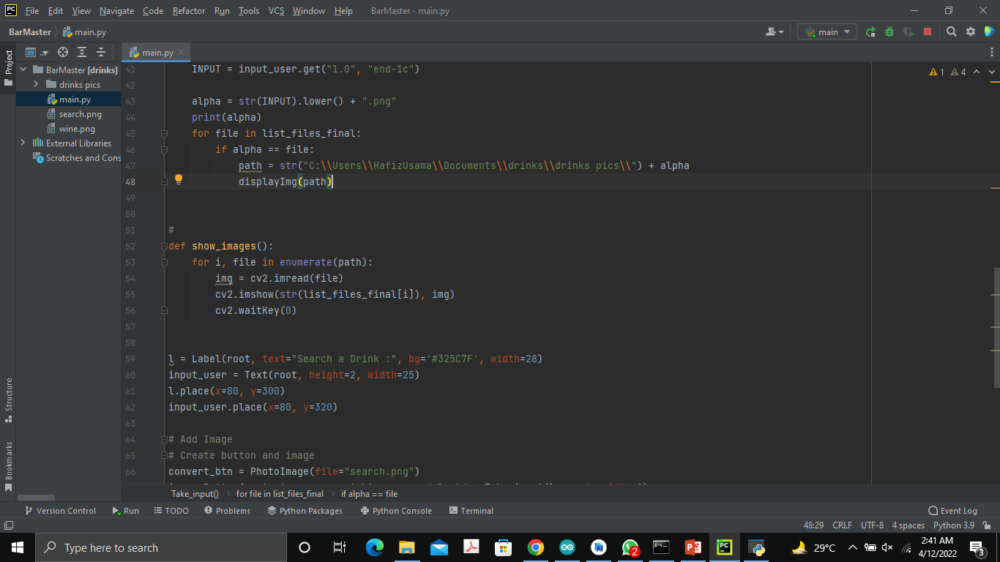 PC File Edit View Navigate Code Refactor Run Tools VCS Window Help BarMaster - main.py
BarMaster main.py main
Project .. main.py
BarMaster [drinks]
drinks pics
main.py
search.png
wine.png
External Libraries
Scratches and Cons
Structure
Bookmarks
1 4
41 INPUT = input_user.get("1.0", "end-1c")
42
43 alpha = str(INPUT).lower() + ".png"
44 print(alpha)
45 for file in list_files_final:
46 if alpha == file:
47 path = str("C:\\Users\\HafizUsama\\Documents\\drinks\\drinks pics\\") + alpha
48 displayImg(path)
49
50
51 #
52 def show_images():
53 for i, file in enumerate(path):
54 img = cv2.imread(file)
55 cv2.imshow(str(list_files_final[i]), img)
56 cv2.waitKey(0)
57
58
59 l = Label(root, text="Search a Drink :", bg='#325C7F', width=28)
60 input_user = Text(root, height=2, width=25)
61 l.place(x=80, y=300)
62 input_user.place(x=80, y=320)
63
64 # Add Image
65 # Create button and image
66 convert_btn = PhotoImage(file="search.png")
Take_input() for file in list_files_final if alpha == file
Version Control Run TODO Problems Python Packages Python Console Terminal Event Log
48:29 CRLF UTF-8 4 spaces Python 3.9
Type here to search 2 PC 29°C 2:41 AM
4/12/2022 3